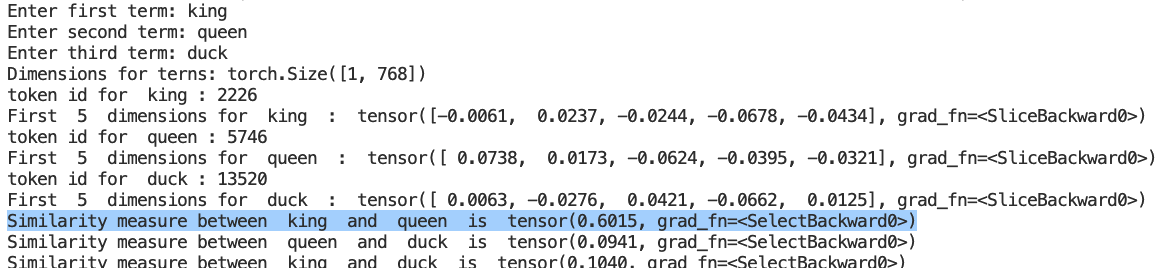 Enter first term: king
Enter second term: queen
Enter third term: duck
Dimensions for terns: torch.Size([1, 768])
token id for  king : 2226
First  5  dimensions for  king  :  tensor([-0.0061,  0.0237, -0.0244, -0.0678, -0.0434], grad_fn=<SliceBackward0>)
token id for  queen : 5746
First  5  dimensions for  queen  :  tensor([ 0.0738,  0.0173, -0.0624, -0.0395, -0.0321], grad_fn=<SliceBackward0>)
token id for  duck : 13520
First  5  dimensions for  duck  :  tensor([ 0.0063, -0.0276,  0.0421, -0.0662,  0.0125], grad_fn=<SliceBackward0>)
Similarity measure between  king  and  queen  is  tensor(0.6015, grad_fn=<SelectBackward0>)
Similarity measure between  queen  and  duck  is  tensor(0.0941, grad_fn=<SelectBackward0>)
Similarity measure between  king  and  duck  is  tensor(0.1040, grad_fn=<SelectBackward0>)